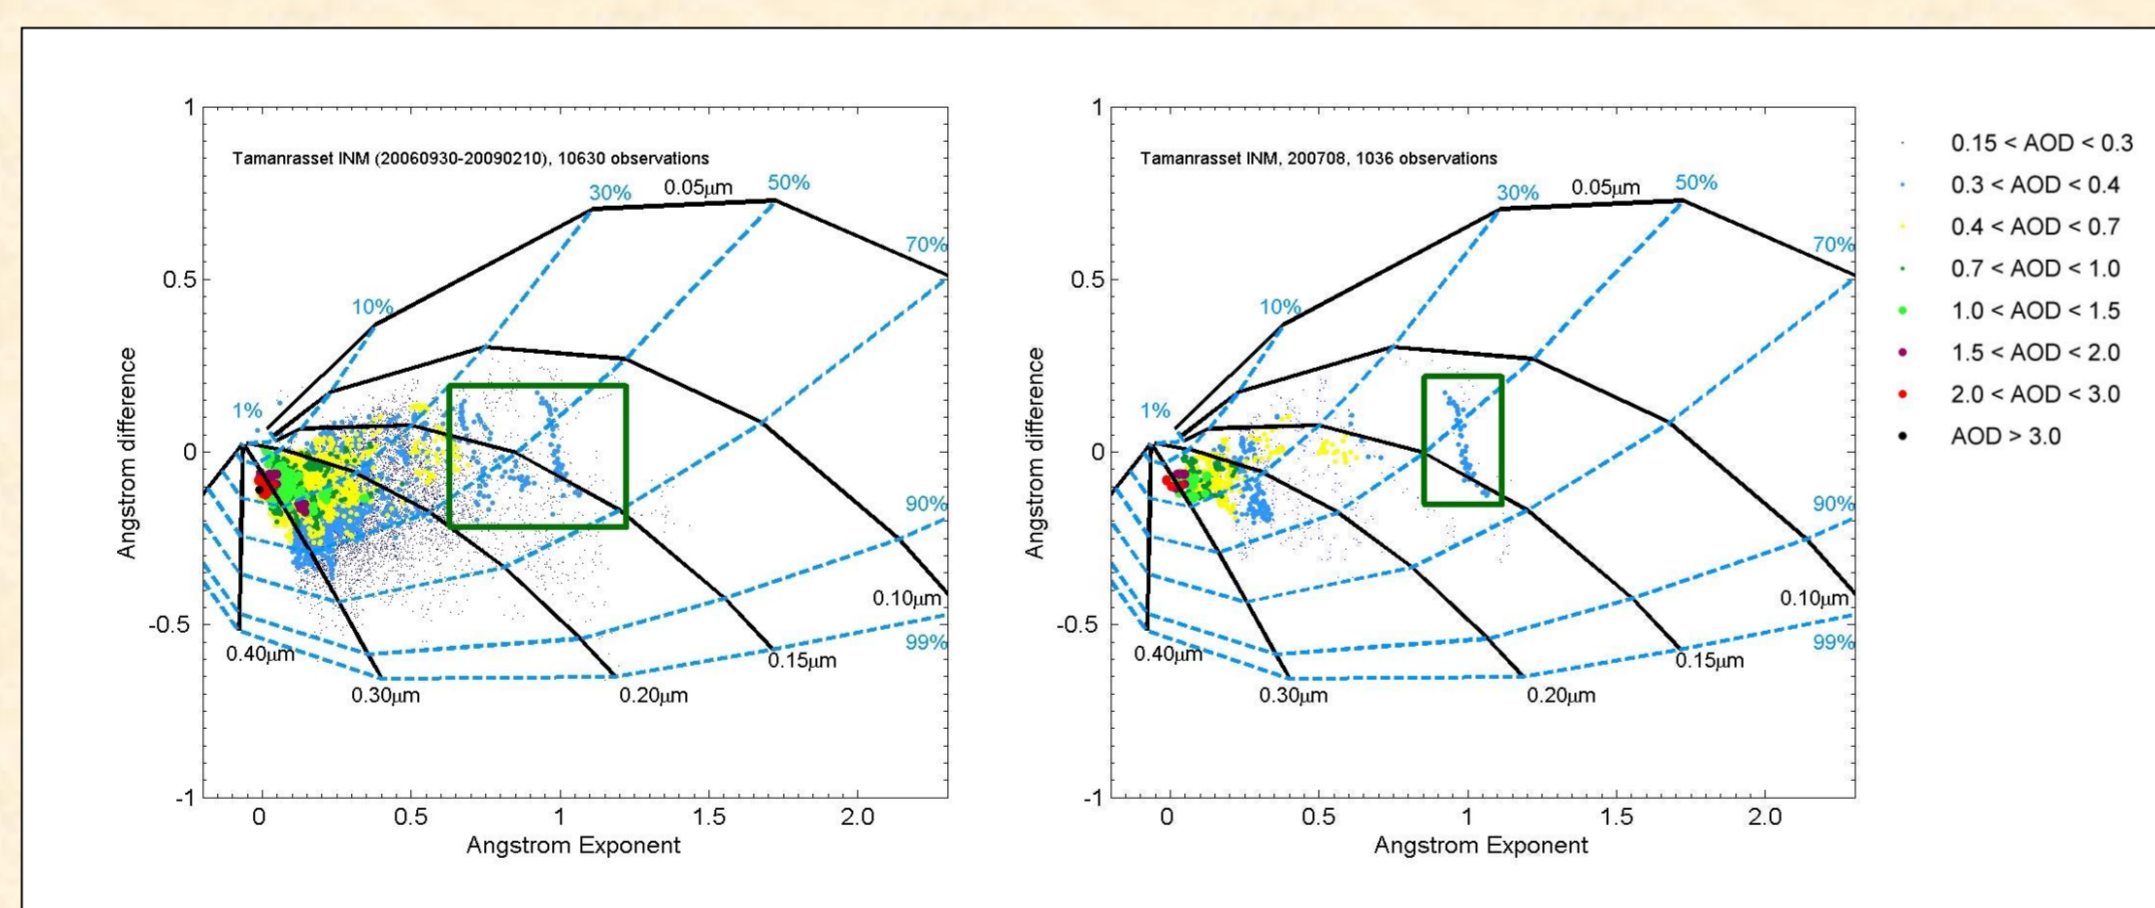 Tamanrasset INM (20060930-20090210), 10630 observations
1
0.5
0
-0.5
-1
Angstrom difference
0
0.5
1
1.5
2.0
Angstrom Exponent
1%
10%
30%
0.05μm
50%
70%
90%
0.10μm
99%
0.15μm
0.20μm
0.30μm
0.40μm
Tamanrasset INM, 200708, 1036 observations
1
0.5
0
-0.5
-1
Angstrom difference
0
0.5
1
1.5
2.0
Angstrom Exponent
1%
10%
30%
0.05μm
50%
70%
90%
0.10μm
99%
0.15μm
0.20μm
0.30μm
0.40μm
0.15 < AOD < 0.3
0.3 < AOD < 0.4
0.4 < AOD < 0.7
0.7 < AOD < 1.0
1.0 < AOD < 1.5
1.5 < AOD < 2.0
2.0 < AOD < 3.0
AOD > 3.0